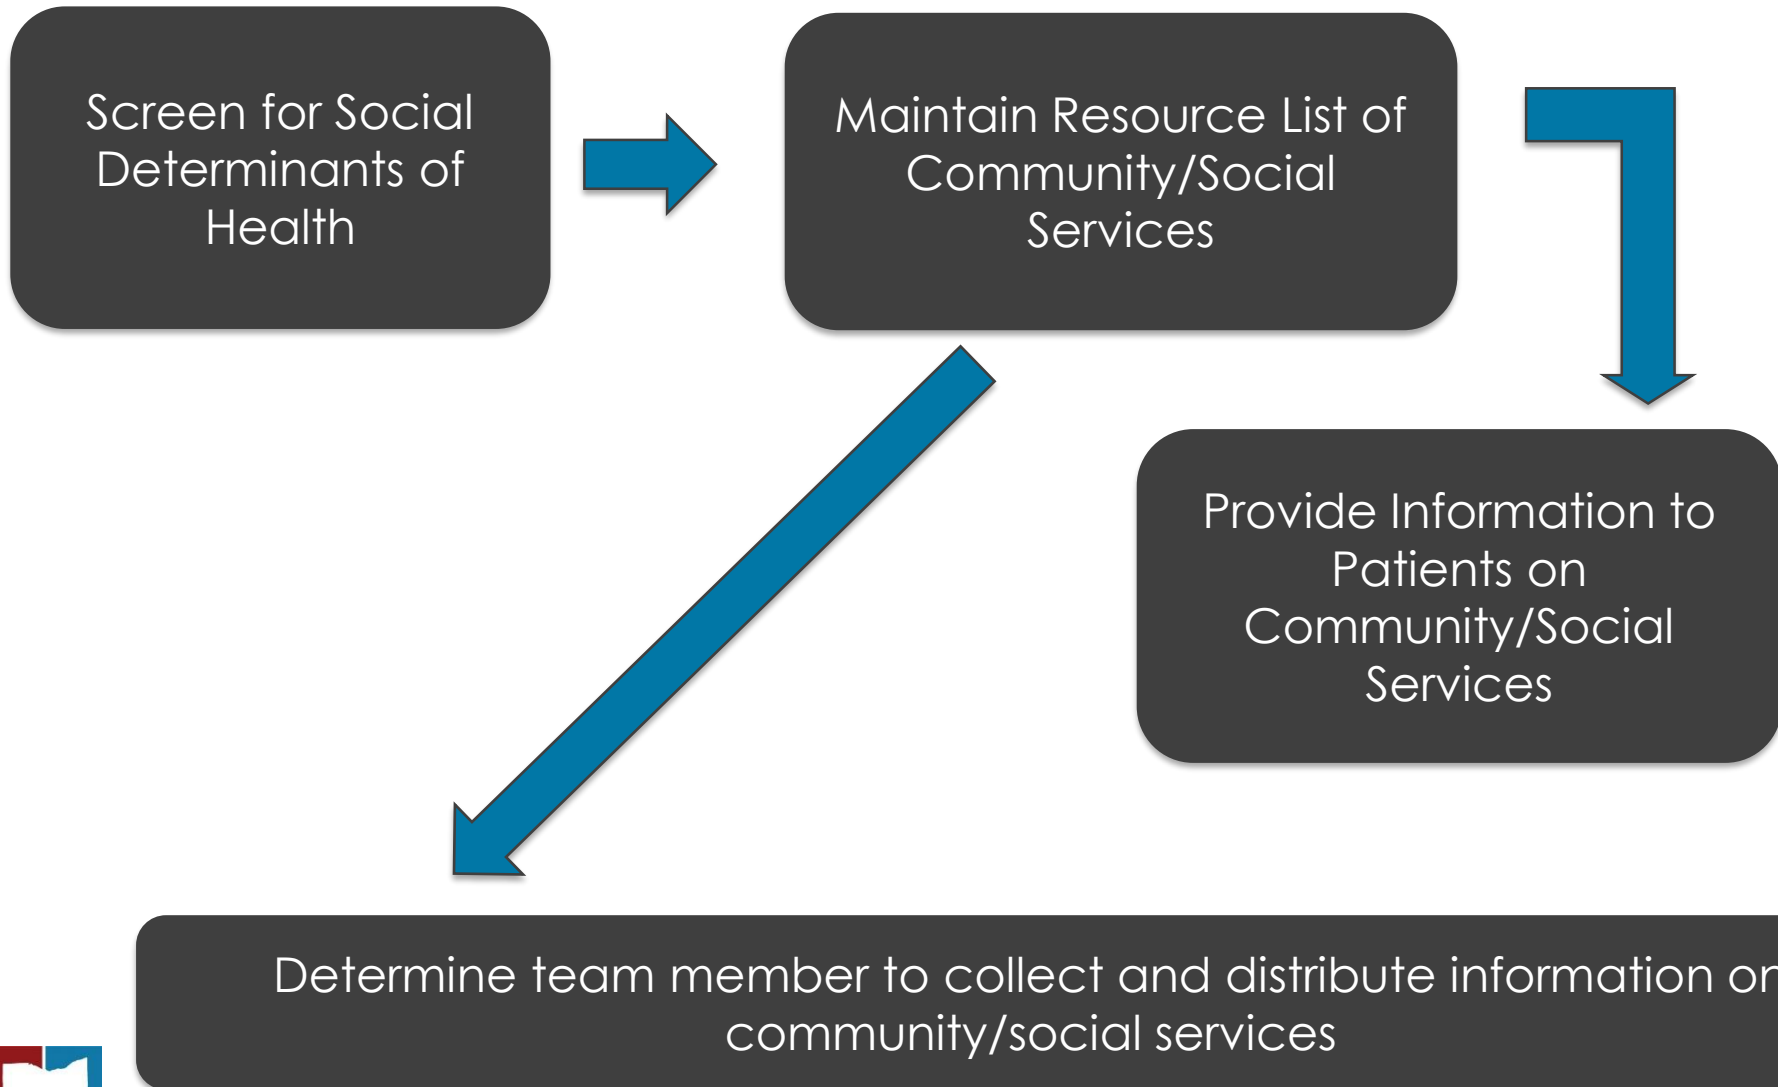 Screen for Social
Determinants of
Health
Maintain Resource List of
Community/Social
Services
Provide Information to
Patients on
Community/Social
Services
Determine team member to collect and distribute information on
community/social services